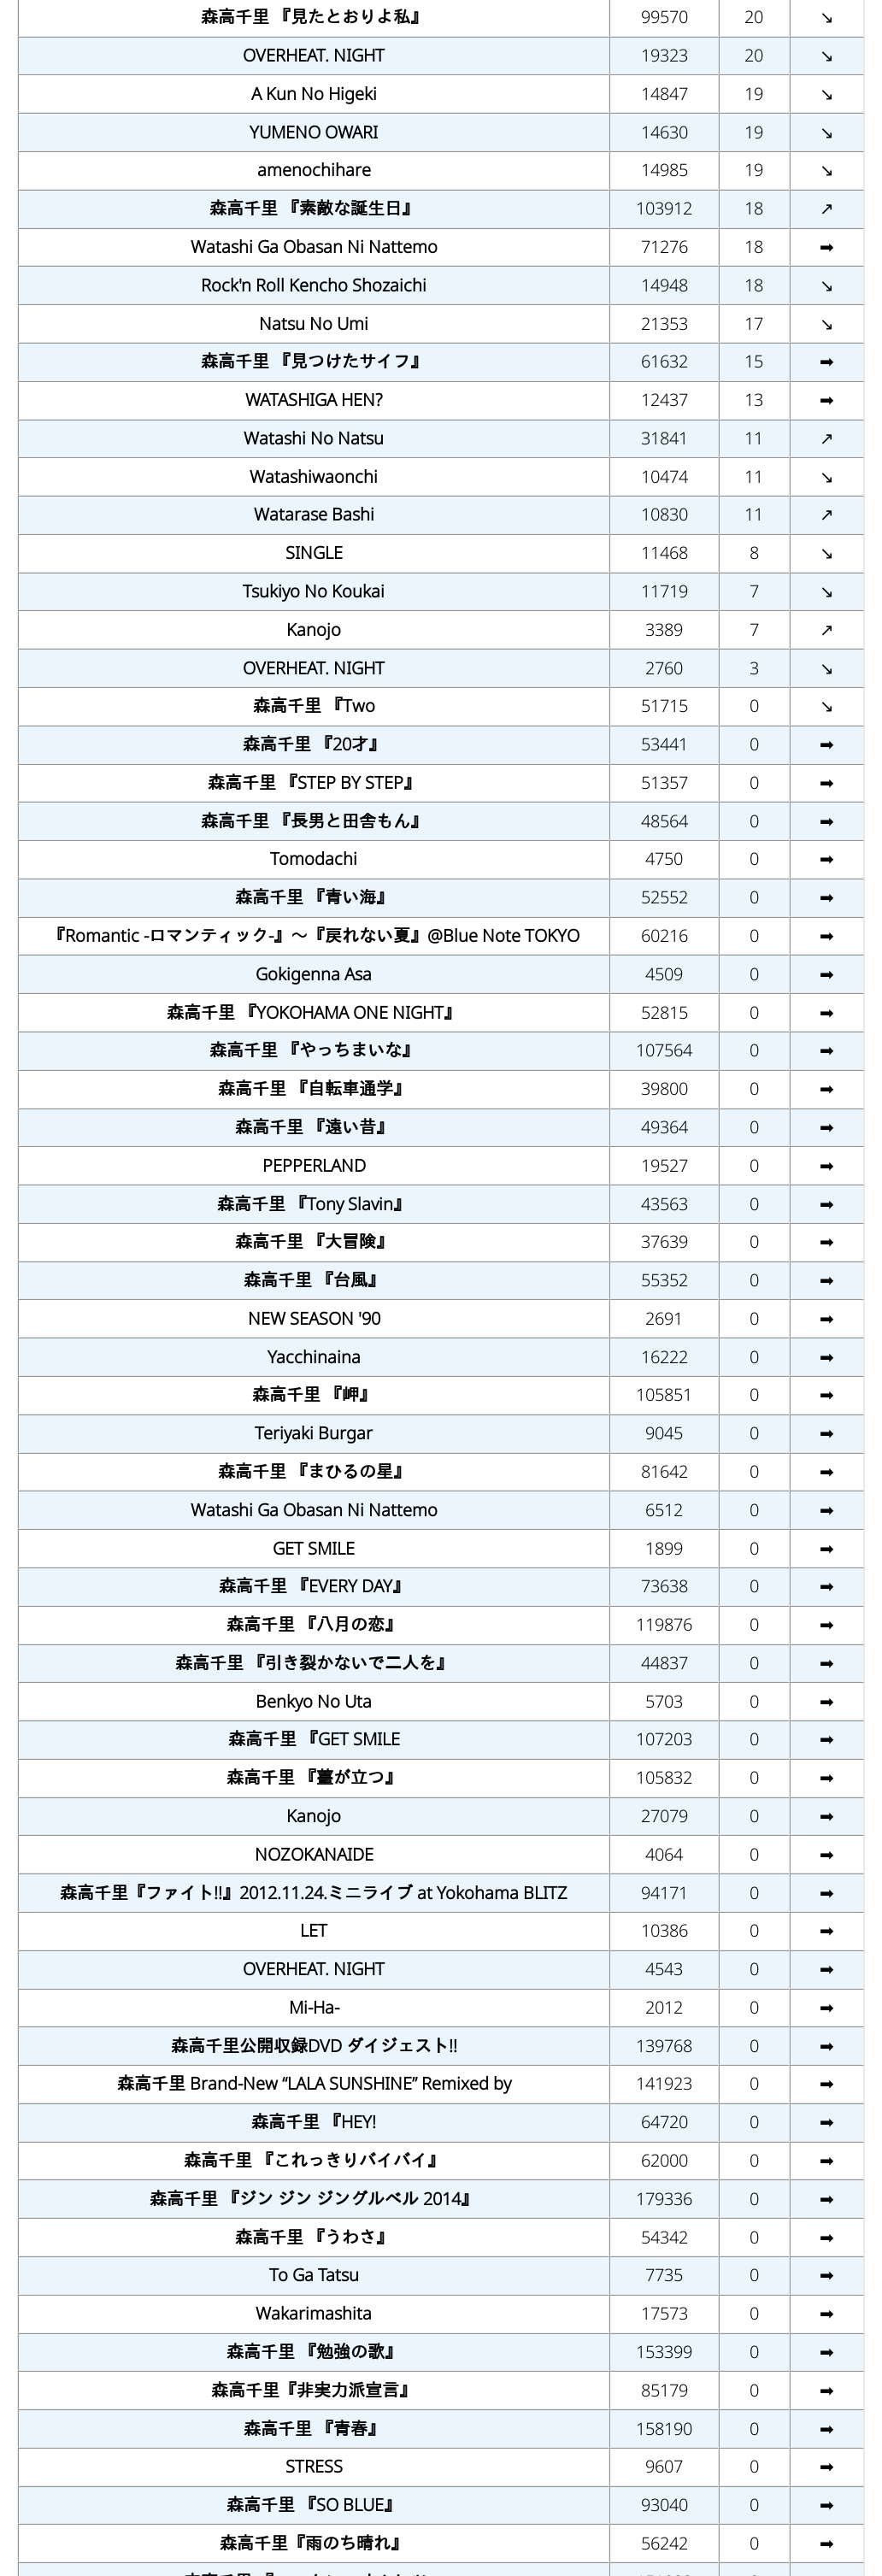 森高千里 『見たとおりよ私』 99570 20 ↘
OVERHEAT. NIGHT 19323 20 ↘
A Kun No Higeki 14847 19 ↘
YUMENO OWARI 14630 19 ↘
amenochihare 14985 19 ↘
森高千里 『素敵な誕生日』 103912 18 ↗
Watashi Ga Obasan Ni Nattemo 71276 18 ➡
Rock'n Roll Kencho Shozaichi 14948 18 ↘
Natsu No Umi 21353 17 ↘
森高千里 『見つけたサイフ』 61632 15 ➡
WATASHIGA HEN? 12437 13 ➡
Watashi No Natsu 31841 11 ↗
Watashiwaonchi 10474 11 ↘
Watarase Bashi 10830 11 ↗
SINGLE 11468 8 ↘
Tsukiyo No Koukai 11719 7 ↘
Kanojo 3389 7 ↗
OVERHEAT. NIGHT 2760 3 ↘
森高千里 『Two 51715 0 ↘
森高千里 『20才』 53441 0 ➡
森高千里 『STEP BY STEP』 51357 0 ➡
森高千里 『長男と田舎もん』 48564 0 ➡
Tomodachi 4750 0 ➡
森高千里 『青い海』 52552 0 ➡
『Romantic -ロマンティック-』～『戻れない夏』@Blue Note TOKYO 60216 0 ➡
Gokigenna Asa 4509 0 ➡
森高千里 『YOKOHAMA ONE NIGHT』 52815 0 ➡
森高千里 『やっちまいな』 107564 0 ➡
森高千里 『自転車通学』 39800 0 ➡
森高千里 『遠い昔』 49364 0 ➡
PEPPERLAND 19527 0 ➡
森高千里 『Tony Slavin』 43563 0 ➡
森高千里 『大冒険』 37639 0 ➡
森高千里 『台風』 55352 0 ➡
NEW SEASON '90 2691 0 ➡
Yacchinaina 16222 0 ➡
森高千里 『岬』 105851 0 ➡
Teriyaki Burgar 9045 0 ➡
森高千里 『まひるの星』 81642 0 ➡
Watashi Ga Obasan Ni Nattemo 6512 0 ➡
GET SMILE 1899 0 ➡
森高千里 『EVERY DAY』 73638 0 ➡
森高千里 『八月の恋』 119876 0 ➡
森高千里 『引き裂かないで二人を』 44837 0 ➡
Benkyo No Uta 5703 0 ➡
森高千里 『GET SMILE 107203 0 ➡
森高千里 『薹が立つ』 105832 0 ➡
Kanojo 27079 0 ➡
NOZOKANAIDE 4064 0 ➡
森高千里『ファイト!!』2012.11.24.ミニライブ at Yokohama BLITZ 94171 0 ➡
LET 10386 0 ➡
OVERHEAT. NIGHT 4543 0 ➡
Mi-Ha- 2012 0 ➡
森高千里公開収録DVD ダイジェスト!! 139768 0 ➡
森高千里 Brand-New “LALA SUNSHINE” Remixed by 141923 0 ➡
森高千里 『HEY! 64720 0 ➡
森高千里 『これっきりバイバイ』 62000 0 ➡
森高千里 『ジン ジン ジングルベル 2014』 179336 0 ➡
森高千里 『うわさ』 54342 0 ➡
To Ga Tatsu 7735 0 ➡
Wakarimashita 17573 0 ➡
森高千里 『勉強の歌』 153399 0 ➡
森高千里『非実力派宣言』 85179 0 ➡
森高千里 『青春』 158190 0 ➡
STRESS 9607 0 ➡
森高千里 『SO BLUE』 93040 0 ➡
森高千里『雨のち晴れ』 56242 0 ➡